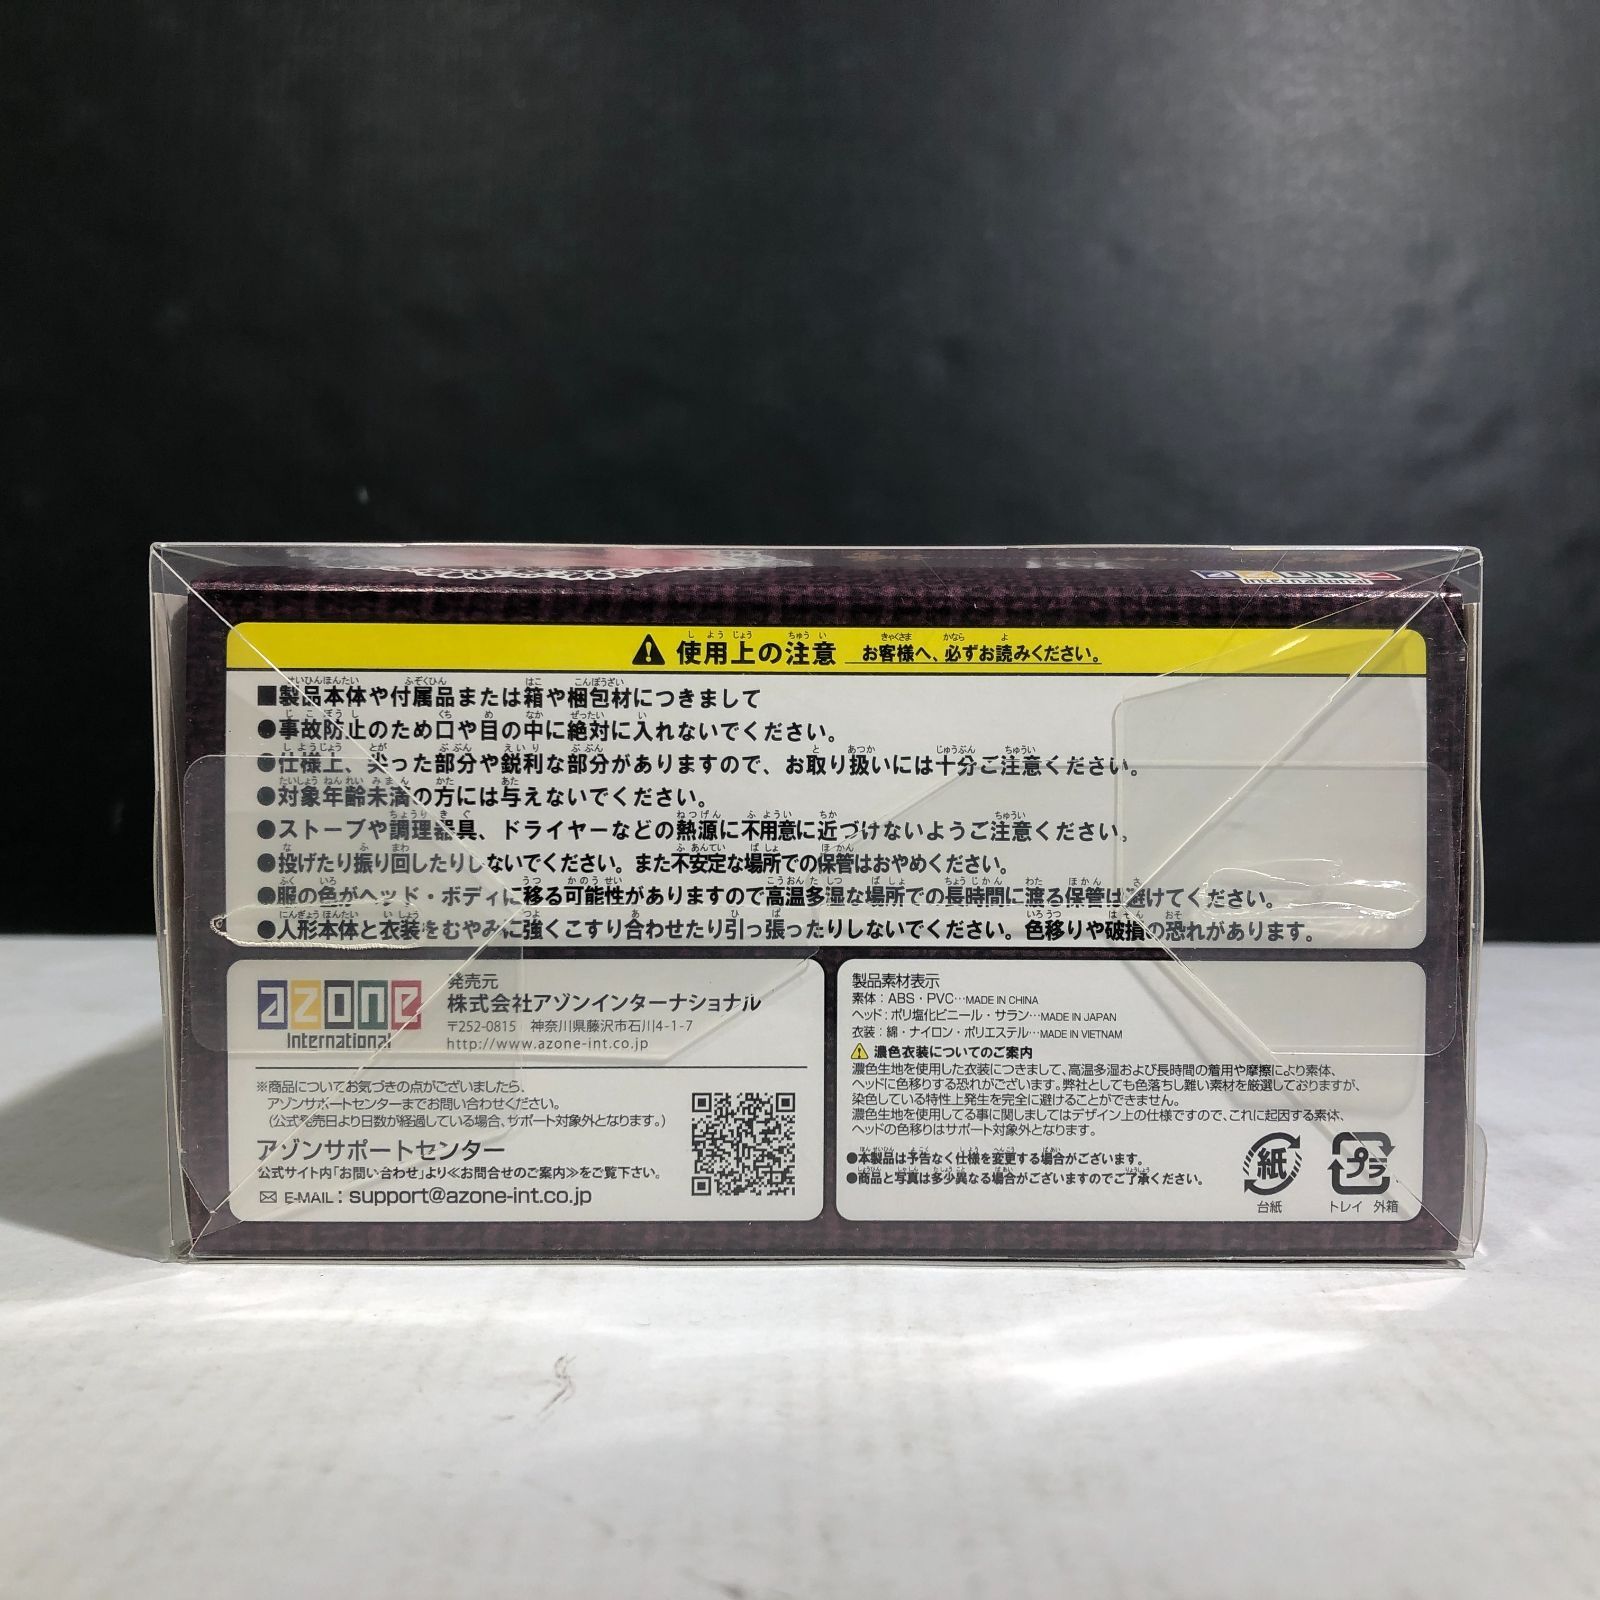 azone
International
使用上の注意 お客様へ、必ずお読みください。
■製品本体や付属品または箱や梱包材につきまして
●事故防止のため口や目の中に絶対に入れないでください。
●仕様上、尖った部分や鋭利な部分がありますので、お取り扱いには十分ご注意ください。
●対象年齢未満の方には与えないでください。
●ストーブや調理器具、ドライヤーなどの熱源に不用意に近づけないようご注意ください。
●投げたり振り回したりしないでください。また不安定な場所での保管はおやめください。
●服の色がヘッド・ボディに移る可能性がありますので高温多湿な場所での長時間に渡る保管は避けてください。
●人形本体と衣装をむやみに強くこすり合わせたり引っ張ったりしないでください。色移りや破損の恐れがあります。
azone
International
発売元
株式会社アゾンインターナショナル
〒252-0815 神奈川県藤沢市石川4-1-7
http://www.azone-int.co.jp
※商品についてお気づきの点がございましたら、
アゾンサポートセンターまでお問い合わせください。
(公式発売日より日数が経過している場合、サポート対象外となります。)
アゾンサポートセンター
公式サイト内「お問い合わせ」より≪お問合せのご案内≫をご覧下さい。
E-MAIL : support@azone-int.co.jp
製品素材表示
素体：ABS・PVC…MADE IN CHINA
ヘッド：ポリ塩化ビニール・サラン…MADE IN JAPAN
衣装：綿・ナイロン・ポリエステル…MADE IN VIETNAM
濃色衣装についてのご案内
濃色生地を使用した衣装につきまして、高温多湿および長時間の着用や摩擦により素体、
ヘッドに色移りする恐れがございます。弊社としても色落ちし難い素材を厳選しておりますが、
染色している特性上発生を完全に避けることができません。
濃色生地を使用してる事に関しましてはデザイン上の仕様ですので、これに起因する素体、
ヘッドの色移りはサポート対象外となります。
●本製品は予告なく仕様を変更する場合がございます。
●商品と写真は多少異なる場合がございますのでご了承ください。
紙
台紙
プラ
トレイ 外箱